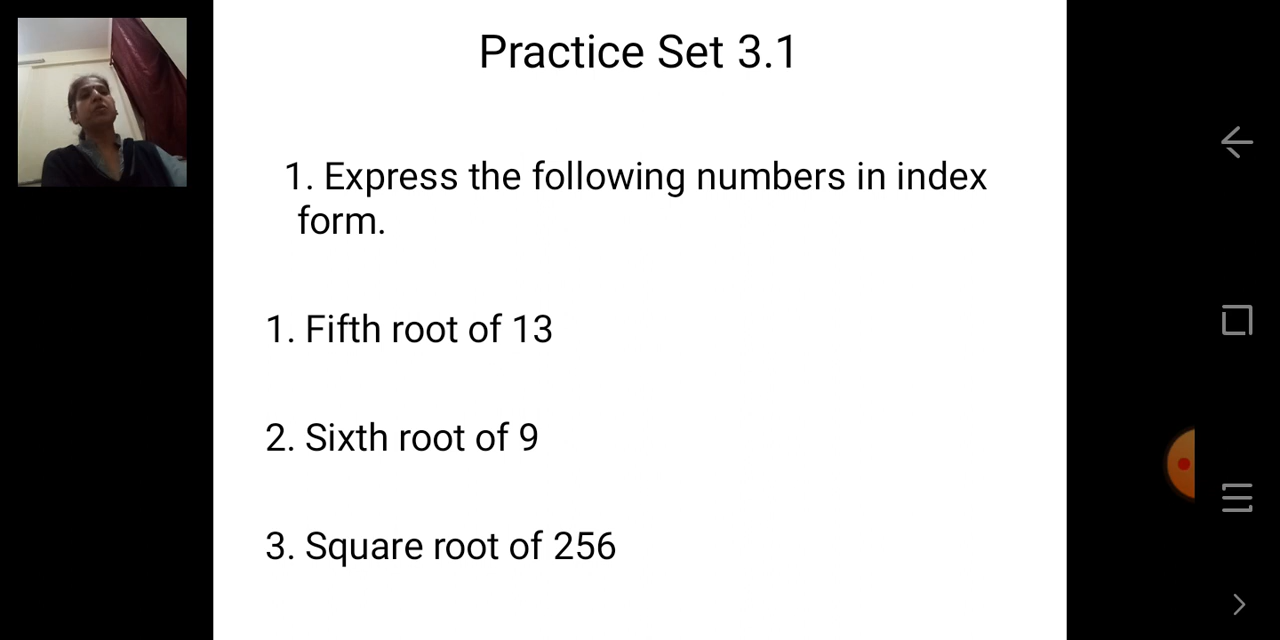 Practice Set 3.1
1. Express the following numbers in index
form.
1. Fifth root of 13
2. Sixth root of 9
3. Square root of 256